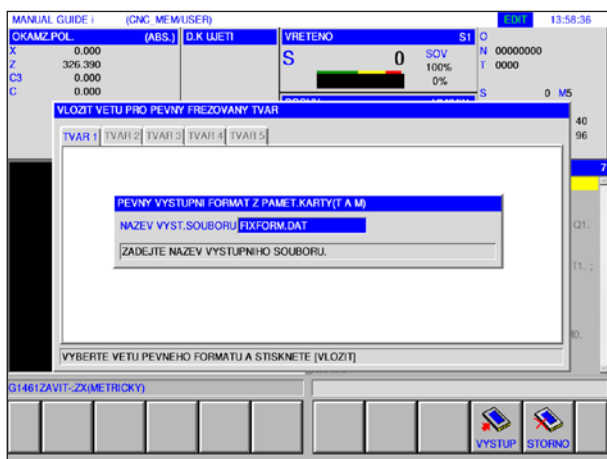 MANUAL GUIDE i (CNC_MEM/USER) EDIT 13:58:36
OKAMZ.POL. (ABS.) D.K UJETI VRETENO S1 O
X 0.000 S 0 SOV N 00000000
Z 326.390 100% T 0000
C3 0.000 0%
C 0.000 S 0 M5
VLOZIT VETU PRO PEVNY FREZOVANY TVAR
40
TVAR 1 TVAR 2 TVAR 3 TVAR 4 TVAR 5 96
7
PEVNY VYSTUPNI FORMAT Z PAMET.KARTY(T A M)
NAZEV VYST.SOUBORU FIXFORM.DAT Q1.
ZADEJTE NAZEV VYSTUPNIHO SOUBORU.
T1. ;
M0.
VYBERTE VETU PEVNEHO FORMATU A STISKNETE [VLOZIT]
G1461ZAVIT-:ZX(METRICKY)
VYSTUP STORNO